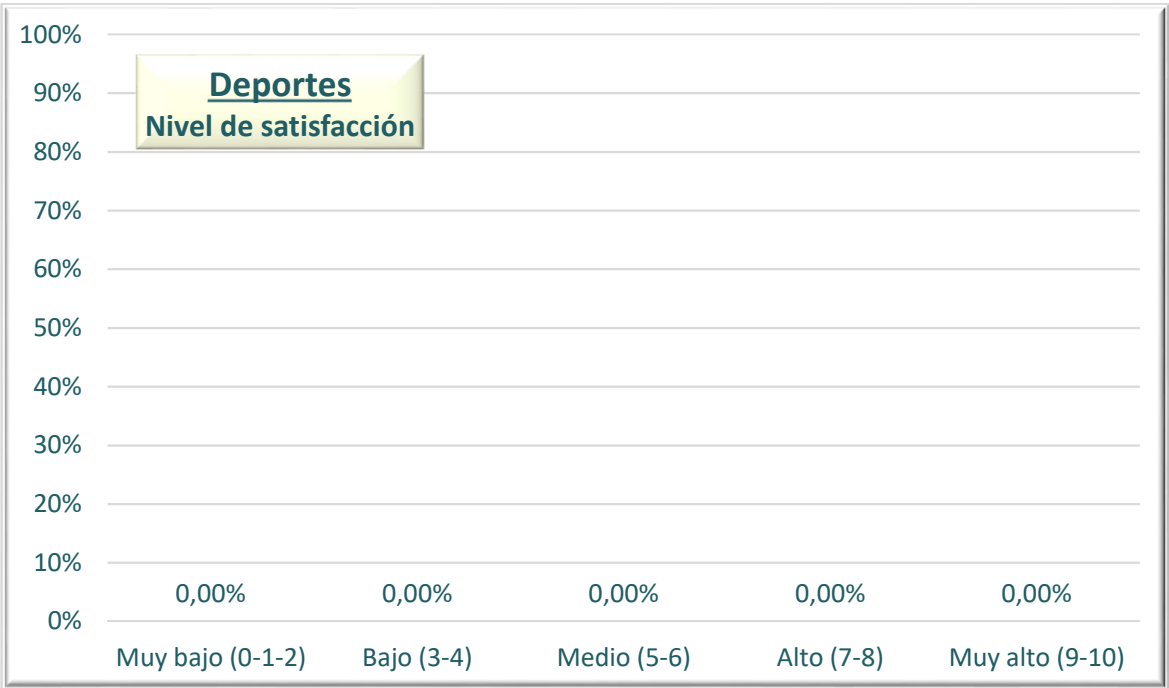 100%
Deportes
90%
Nivel de satisfacción
80%
70%
60%
50%
40%
30%
20%
10%
0,00% 0,00% 0,00% 0,00% 0,00%
0%
Muy bajo (0-1-2) Bajo (3-4) Medio (5-6) Alto (7-8) Muy alto (9-10)